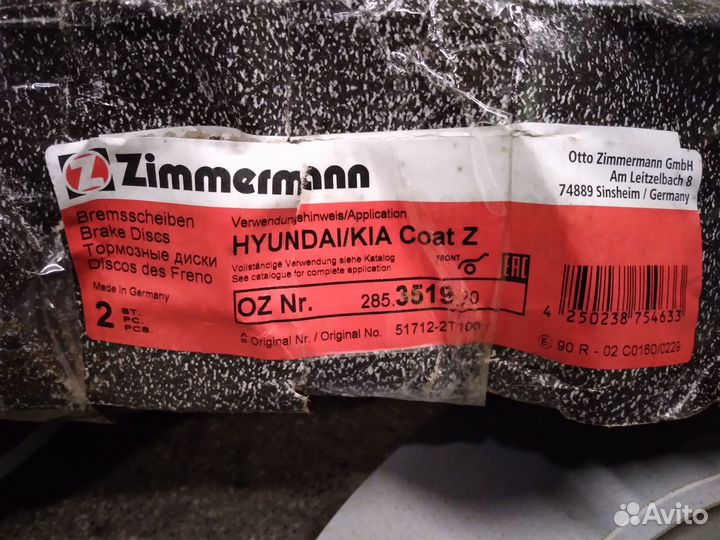 Zimmermann
Otto Zimmermann GmbH
Am Leitzelbach 8
74889 Sinsheim / Germany
Bremsscheiben
Brake Discs
Тормозные диски
Discos des Freno
Made in Germany
2 ST.
PC.
PCS.
Verwendungshinweis/Application
HYUNDAI/KIA Coat Z
Vollständige Verwendung siehe Katalog
See catalogue for complete application
FRONT
EAC
OZ Nr. 285.3519.20
≙ Original Nr. / Original No. 51712-2T100
4 250238 754633
E1 90 R - 02 C0160/0229
Avito